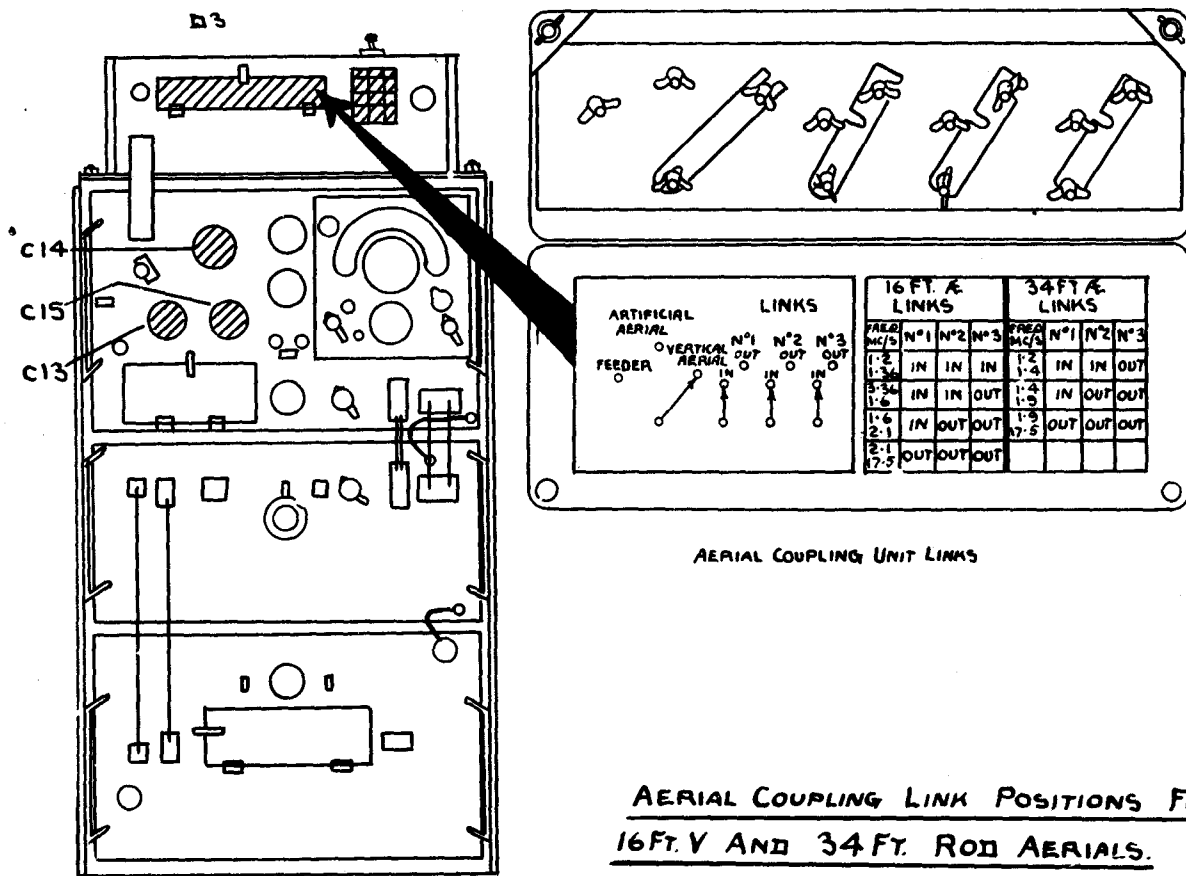 D3
C14
C15
C13
ARTIFICIAL
AERIAL
LINKS
FEEDER
VERTICAL
AERIAL
Nº1
OUT
Nº2
OUT
Nº3
OUT
IN
IN
IN
16 FT. Æ
LINKS
34 FT Æ.
LINKS
FREQ
MC/S
Nº1
Nº2
Nº3
FREQ
MC/S
Nº1
Nº2
Nº3
1·2
1·36
IN
IN
IN
1·2
1·4
IN
IN
OUT
3·36
1·6
IN
IN
OUT
1·4
1·9
IN
OUT
OUT
1·6
2·1
IN
OUT
OUT
1·9
17·5
OUT
OUT
OUT
2·1
17·5
OUT
OUT
OUT
AERIAL COUPLING UNIT LINKS
AERIAL COUPLING LINK POSITIONS
16FT. V AND 34 FT. ROD AERIALS.